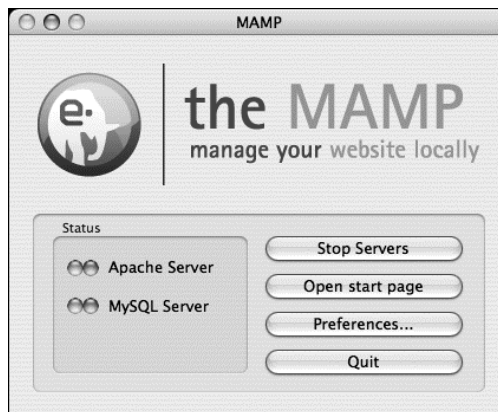 MAMP
e.
the MAMP
manage your website locally
Status
Apache Server
MySQL Server
Stop Servers
Open start page
Preferences...
Quit